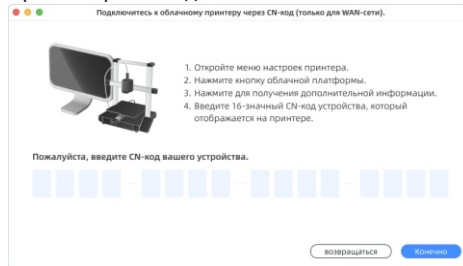 Подключитесь к облачному принтеру через CN-код (только для WAN-сети).
1. Откройте меню настроек принтера.
2. Нажмите кнопку облачной платформы.
3. Нажмите для получения дополнительной информации.
4. Введите 16-значный CN-код устройства, который
отображается на принтере.
Пожалуйста, введите CN-код вашего устройства.
возвращаться
Конечно